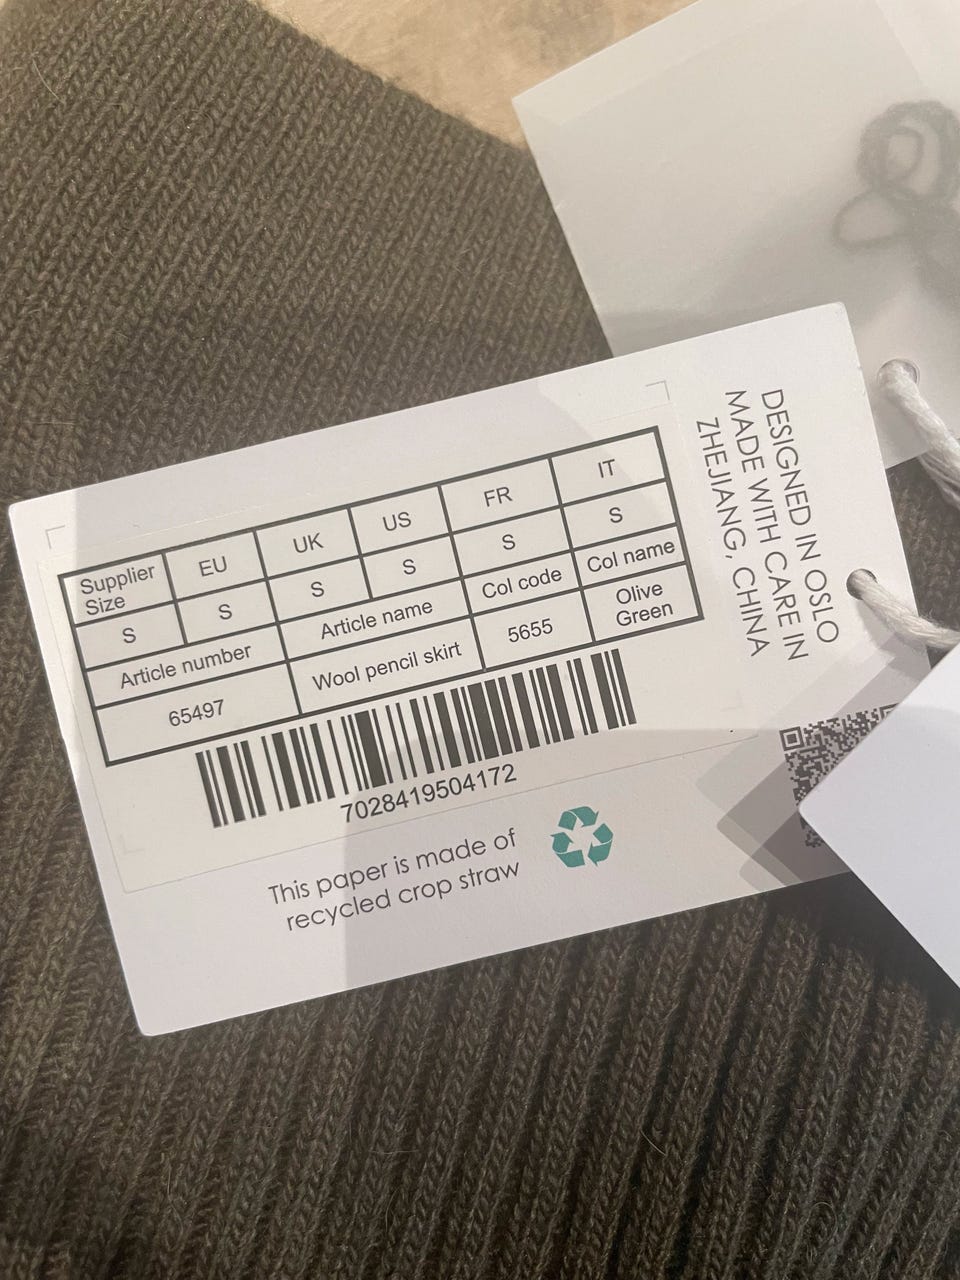 Supplier Size EU UK US FR IT
S S S S S S
Article number Article name Col code Col name
65497 Wool pencil skirt 5655 Olive Green
7028419504172
This paper is made of
recycled crop straw
DESIGNED IN OSLO
MADE WITH CARE IN
ZHEJIANG, CHINA